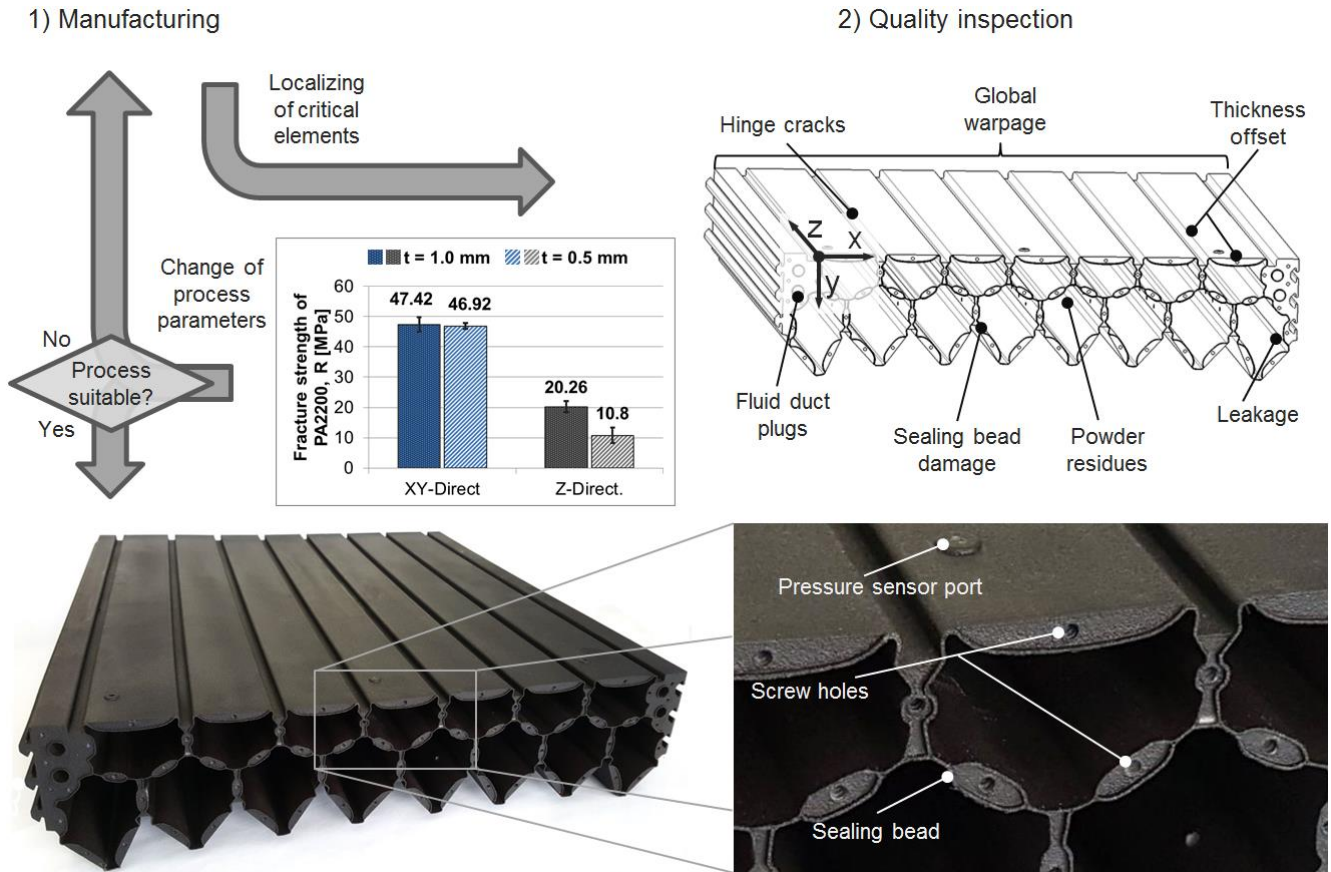 1) Manufacturing
2) Quality inspection
Localizing
of critical
elements
Change of
process
parameters
No
Process
suitable?
Yes
t = 1.0 mm
t = 0.5 mm
Fracture strength of
PA2200, R [MPa]
60
50
40
30
20
10
0
47.42
46.92
20.26
10.8
XY-Direct
Z-Direct.
Global
warpage
Thickness
offset
Hinge cracks
z
x
y
Fluid duct
plugs
Sealing bead
damage
Powder
residues
Leakage
Pressure sensor port
Screw holes
Sealing bead